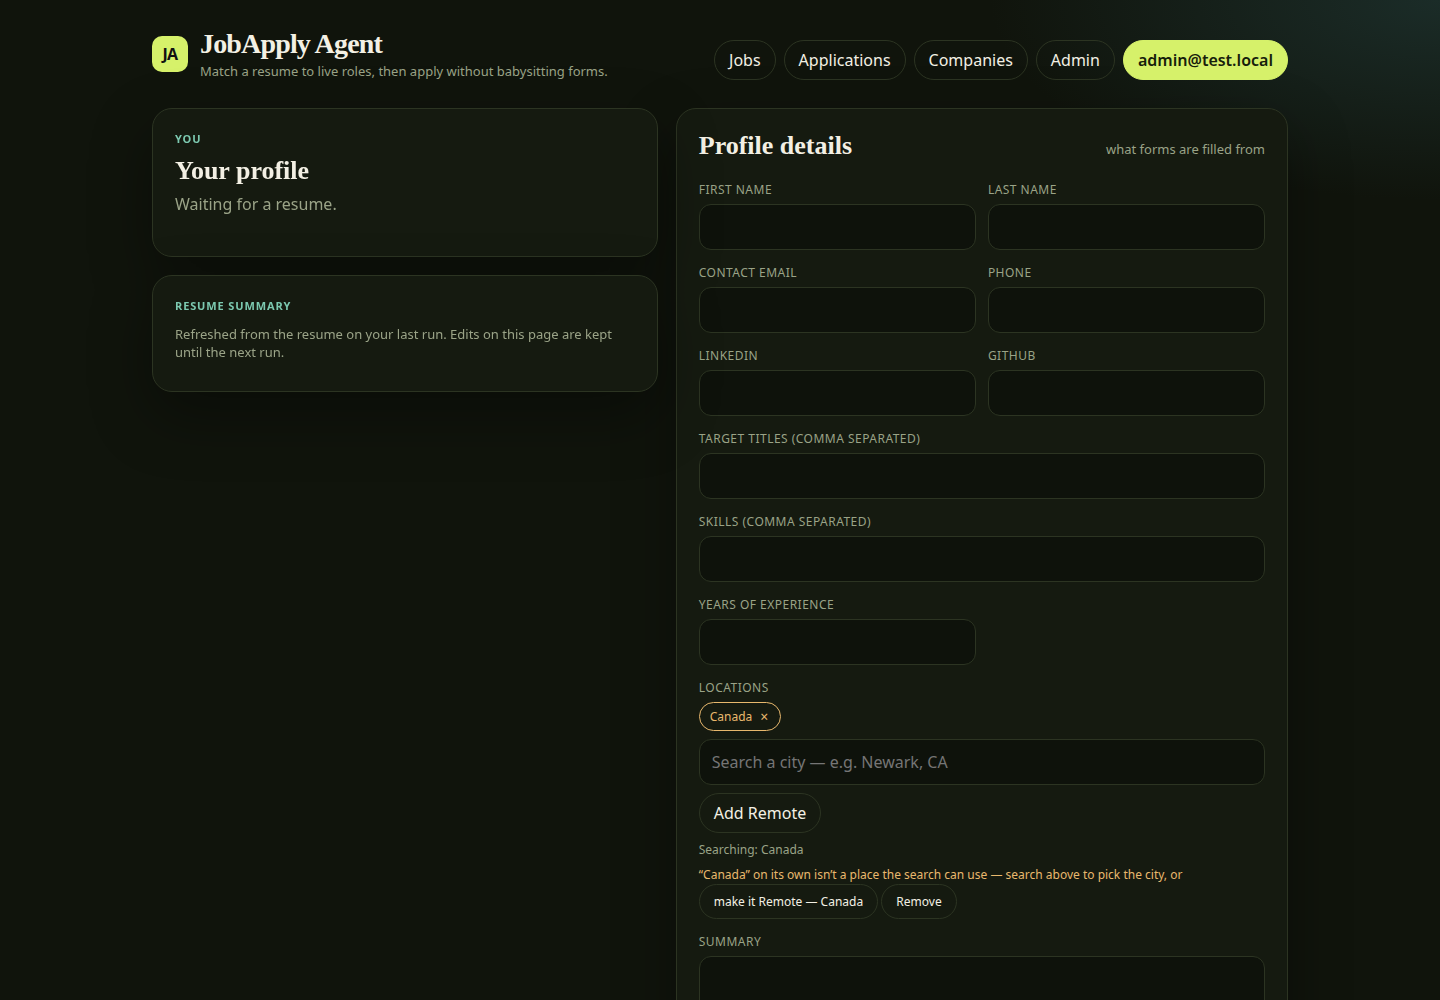 JA
JobApply Agent
Match a resume to live roles, then apply without babysitting forms.
Jobs
Applications
Companies
Admin
admin@test.local
YOU
Your profile
Waiting for a resume.
RESUME SUMMARY
Refreshed from the resume on your last run. Edits on this page are kept
until the next run.
Profile details
what forms are filled from
FIRST NAME
LAST NAME
CONTACT EMAIL
PHONE
LINKEDIN
GITHUB
TARGET TITLES (COMMA SEPARATED)
SKILLS (COMMA SEPARATED)
YEARS OF EXPERIENCE
LOCATIONS
Canada ×
Search a city — e.g. Newark, CA
Add Remote
Searching: Canada
“Canada” on its own isn’t a place the search can use — search above to pick the city, or
make it Remote — Canada
Remove
SUMMARY